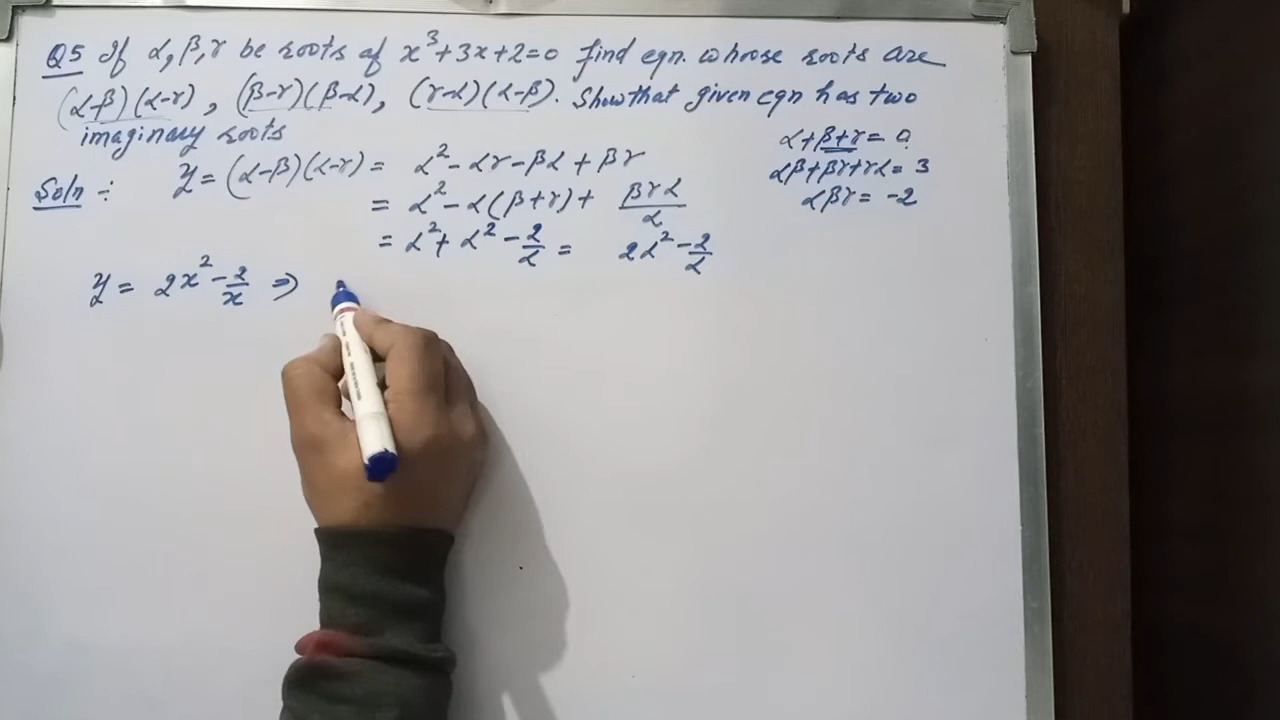 Q5 If α, β, γ be roots of x³+3x+2=0 find eqn. whoose roots are
(α-β)(α-γ), (β-γ)(β-α), (γ-α)(α-β). Show that given eqn has two
imaginary roots
α+β+γ=0
αβ+βγ+γα=3
αβγ=-2
Soln :- y=(α-β)(α-γ)= α²-αγ-βα+βγ
= α²-α(β+γ)+ βγα/α
= α²+α²-2/α = 2α²-2/α
y= 2x²-2/x ⇒